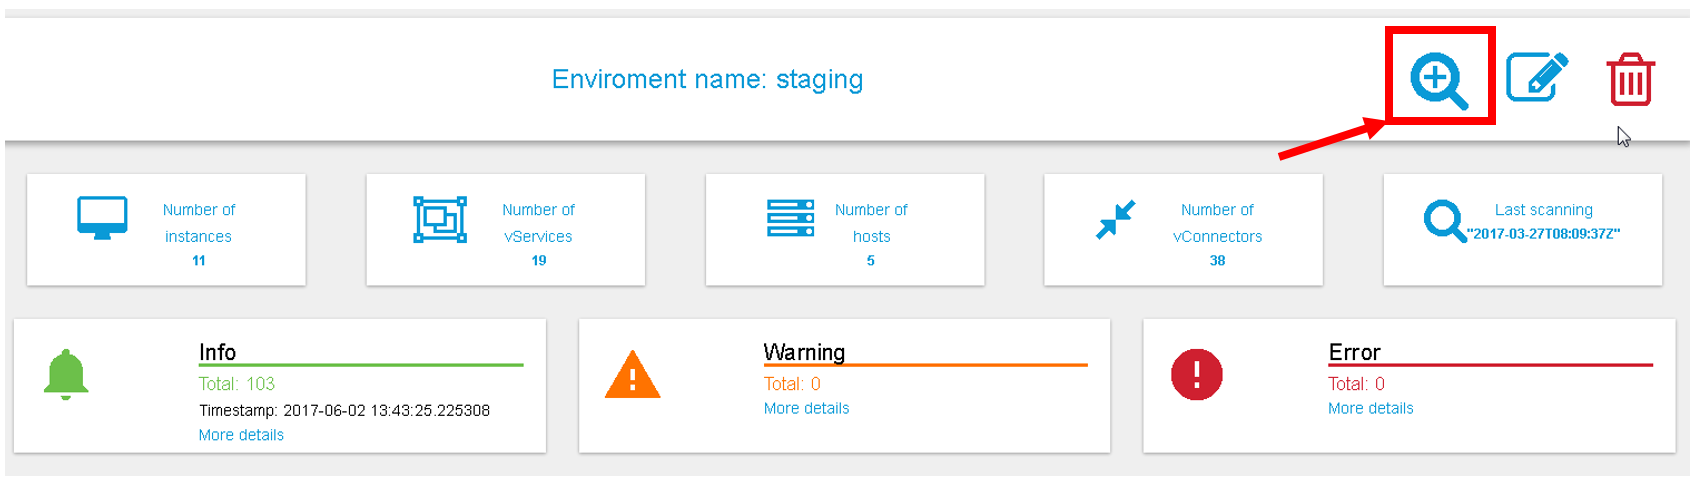 Enviroment name: staging
Number of
instances
11
Number of
vServices
19
Number of
hosts
5
Number of
vConnectors
38
Last scanning
"2017-03-27T08:09:37Z"
Info
Total: 103
Timestamp: 2017-06-02 13:43:25.225308
More details
Warning
Total: 0
More details
Error
Total: 0
More details